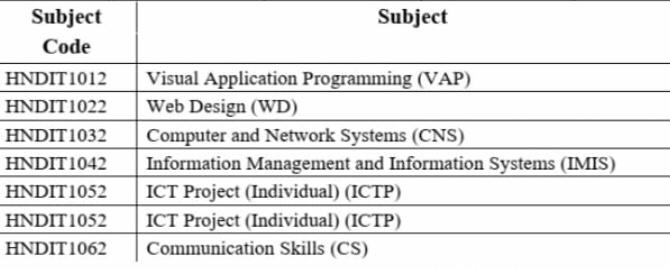 Subject Code Subject
HNDIT1012 Visual Application Programming (VAP)
HNDIT1022 Web Design (WD)
HNDIT1032 Computer and Network Systems (CNS)
HNDIT1042 Information Management and Information Systems (IMIS)
HNDIT1052 ICT Project (Individual) (ICTP)
HNDIT1052 ICT Project (Individual) (ICTP)
HNDIT1062 Communication Skills (CS)